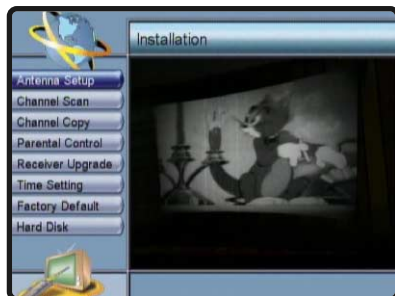 Installation
Antenna Setup
Channel Scan
Channel Copy
Parental Control
Receiver Upgrade
Time Setting
Factory Default
Hard Disk